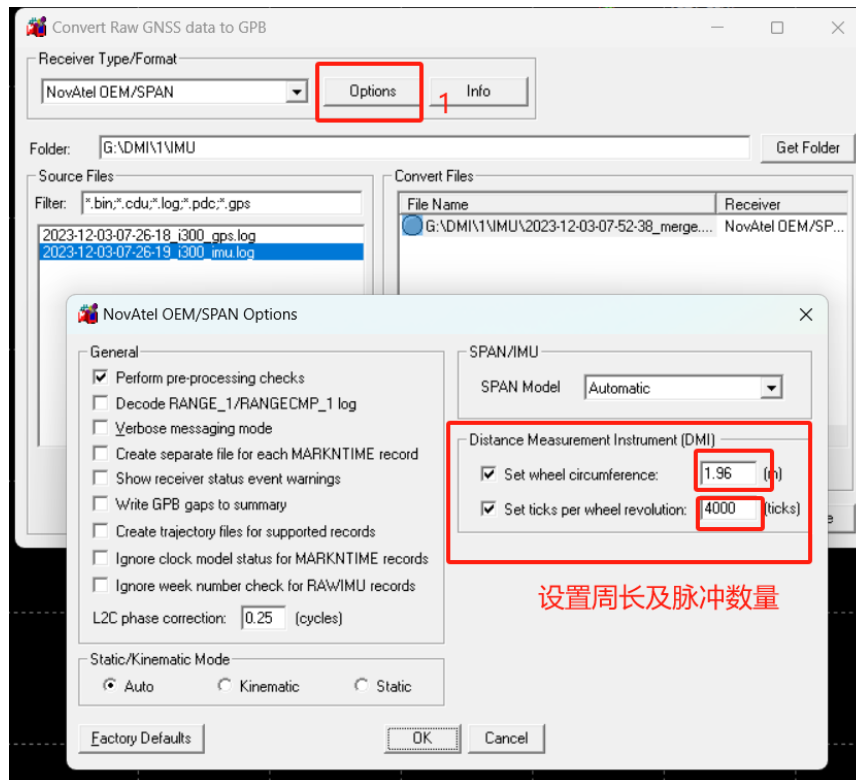 Convert Raw GNSS data to GPB
Receiver Type/Format
NovAtel OEM/SPAN
Options
1
Info
Folder:
G:\DMI\1\IMU
Get Folder
Source Files
Filter:
*.bin;*.cdu;*.log;*.pdc;*.gps
2023-12-03-07-26-18_i300_gps.log
2023-12-03-07-26-19_i300_imu.log
Convert Files
File Name
Receiver
G:\DMI\1\IMU\2023-12-03-07-52-38_merge....
NovAtel OEM/SP...
NovAtel OEM/SPAN Options
General
Perform pre-processing checks
Decode RANGE_1/RANGECMP_1 log
Verbose messaging mode
Create separate file for each MARKNTIME record
Show receiver status event warnings
Write GPB gaps to summary
Create trajectory files for supported records
Ignore clock model status for MARKNTIME records
Ignore week number check for RAWIMU records
L2C phase correction: 0.25 (cycles)
Static/Kinematic Mode
Auto
Kinematic
Static
SPAN/IMU
SPAN Model
Automatic
Distance Measurement Instrument (DMI)
Set wheel circumference: 1.96 (m)
Set ticks per wheel revolution: 4000 (ticks)
设置周长及脉冲数量
Factory Defaults
OK
Cancel